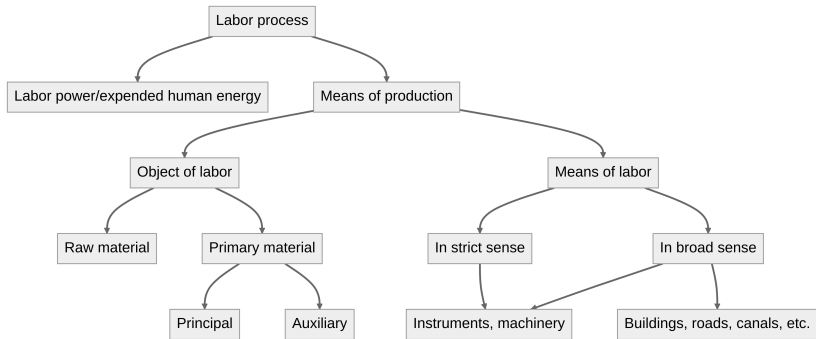 Labor process
Labor power/expended human energy
Means of production
Object of labor
Means of labor
Raw material
Primary material
In strict sense
In broad sense
Principal
Auxiliary
Instruments, machinery
Buildings, roads, canals, etc.